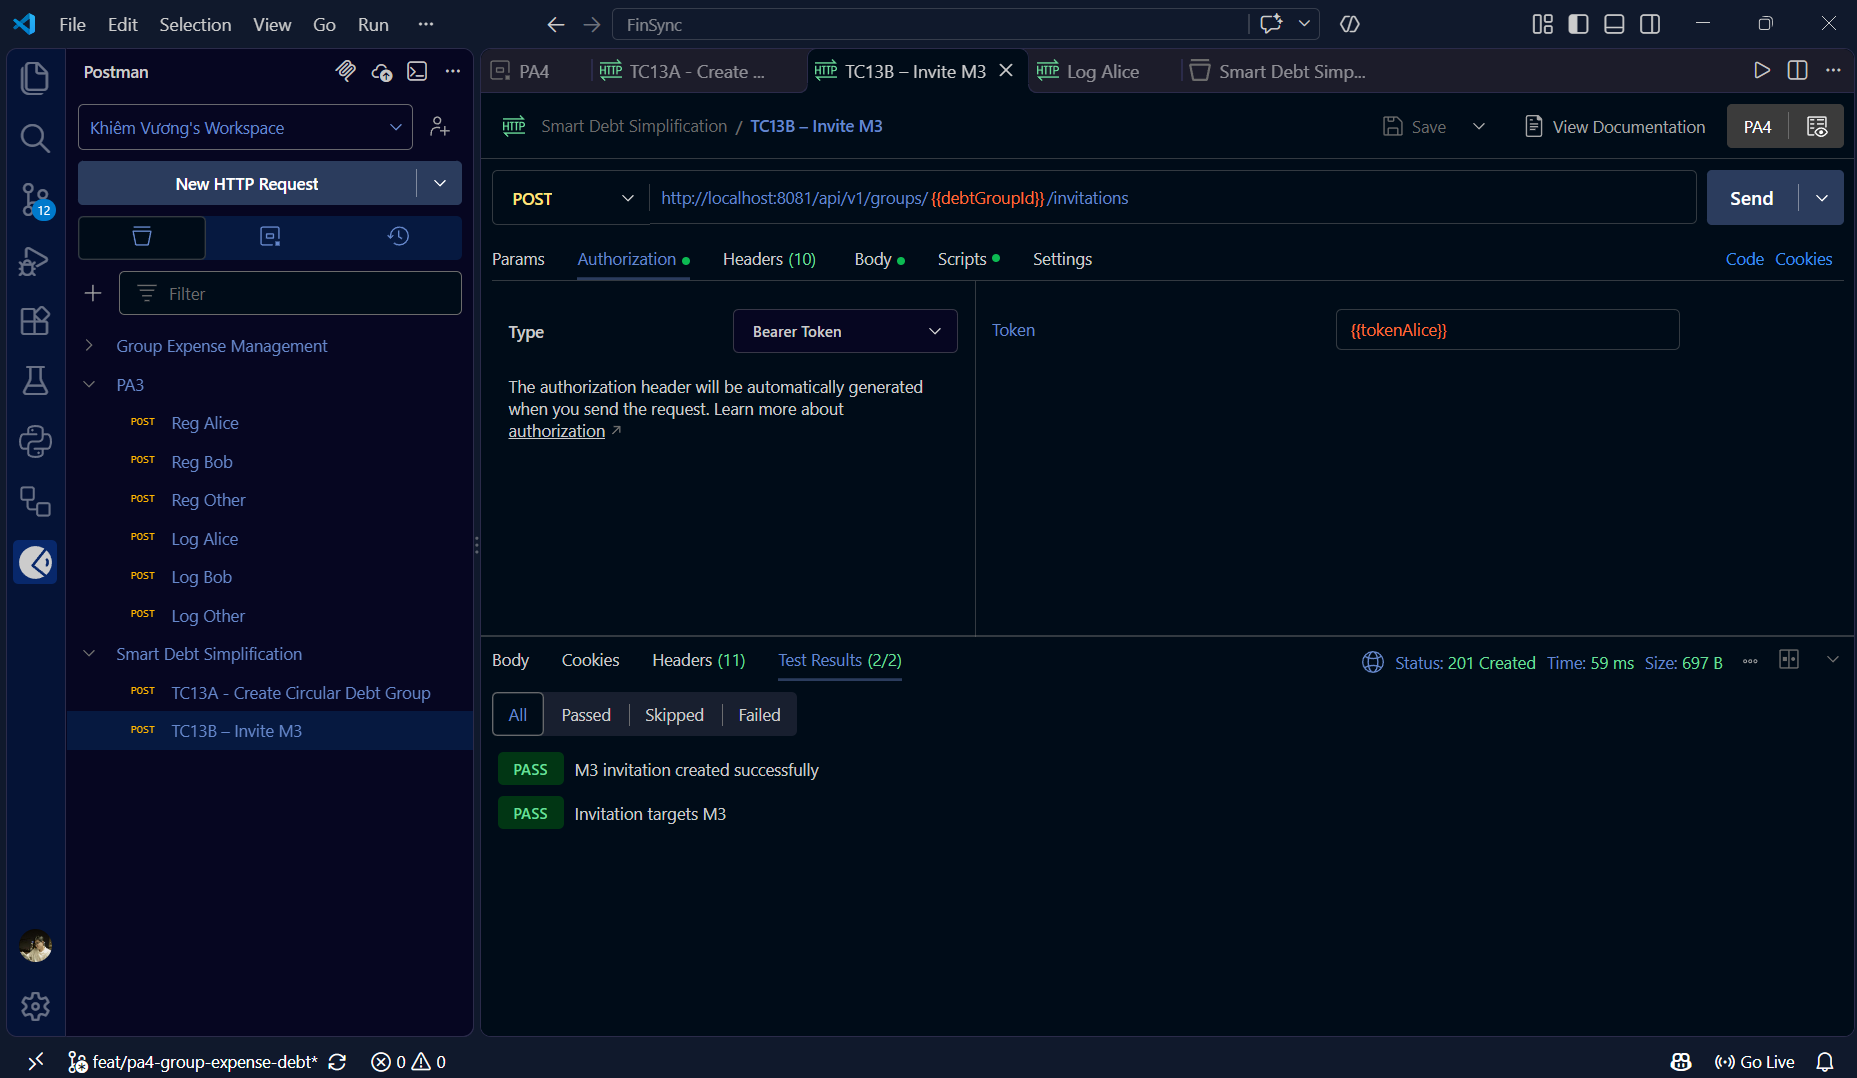 File Edit Selection View Go Run ···
FinSync
Postman
Khiêm Vương's Workspace
New HTTP Request
Filter
Group Expense Management
PA3
POST Reg Alice
POST Reg Bob
POST Reg Other
POST Log Alice
POST Log Bob
POST Log Other
Smart Debt Simplification
POST TC13A - Create Circular Debt Group
POST TC13B – Invite M3
12
PA4
HTTP TC13A - Create ...
HTTP TC13B – Invite M3
HTTP Log Alice
Smart Debt Simp...
HTTP Smart Debt Simplification / TC13B – Invite M3
Save
View Documentation
PA4
POST
http://localhost:8081/api/v1/groups/{{debtGroupId}}/invitations
Send
Params Authorization Headers (10) Body Scripts Settings
Code Cookies
Type
Bearer Token
The authorization header will be automatically generated
when you send the request. Learn more about
authorization ↗
Token
{{tokenAlice}}
Body Cookies Headers (11) Test Results (2/2)
Status: 201 Created Time: 59 ms Size: 697 B
All Passed Skipped Failed
PASS M3 invitation created successfully
PASS Invitation targets M3
feat/pa4-group-expense-debt* 0 0
Go Live